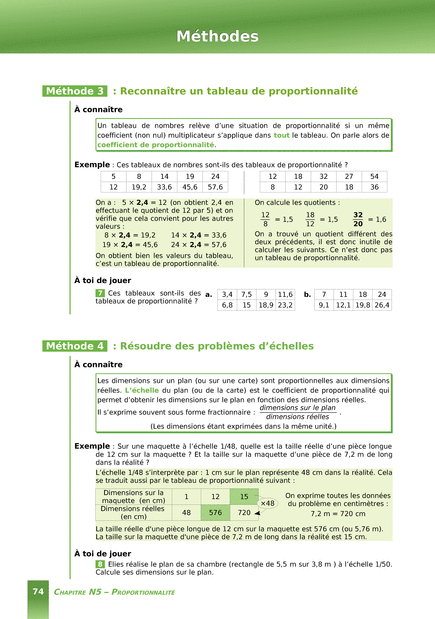 Méthodes
Méthode 3 : Reconnaître un tableau de proportionnalité
À connaître
Un tableau de nombres relève d'une situation de proportionnalité si un même
coefficient (non nul) multiplicateur s'applique dans tout le tableau. On parle alors de
coefficient de proportionnalité.
Exemple : Ces tableaux de nombres sont-ils des tableaux de proportionnalité ?
5 8 14 19 24
12 19,2 33,6 45,6 57,6
12 18 32 27 54
8 12 20 18 36
On a : 5 × 2,4 = 12 (on obtient 2,4 en
effectuant le quotient de 12 par 5) et on
vérifie que cela convient pour les autres
valeurs :
8 × 2,4 = 19,2 14 × 2,4 = 33,6
19 × 2,4 = 45,6 24 × 2,4 = 57,6
On obtient bien les valeurs du tableau,
c'est un tableau de proportionnalité.
On calcule les quotients :
12/8 = 1,5 18/12 = 1,5 32/20 = 1,6
On a trouvé un quotient différent des
deux précédents, il est donc inutile de
calculer les suivants. Ce n'est donc pas
un tableau de proportionnalité.
À toi de jouer
7 Ces tableaux sont-ils des
tableaux de proportionnalité ?
a. 3,4 7,5 9 11,6
6,8 15 18,9 23,2
b. 7 11 18 24
9,1 12,1 19,8 26,4
Méthode 4 : Résoudre des problèmes d'échelles
À connaître
Les dimensions sur un plan (ou sur une carte) sont proportionnelles aux dimensions
réelles. L'échelle du plan (ou de la carte) est le coefficient de proportionnalité qui
permet d'obtenir les dimensions sur le plan en fonction des dimensions réelles.
Il s'exprime souvent sous forme fractionnaire : dimensions sur le plan / dimensions réelles .
(Les dimensions étant exprimées dans la même unité.)
Exemple : Sur une maquette à l'échelle 1/48, quelle est la taille réelle d'une pièce longue
de 12 cm sur la maquette ? Et la taille sur la maquette d'une pièce de 7,2 m de long
dans la réalité ?
L'échelle 1/48 s'interprète par : 1 cm sur le plan représente 48 cm dans la réalité. Cela
se traduit aussi par le tableau de proportionnalité suivant :
Dimensions sur la
maquette (en cm)
1 12 15
Dimensions réelles
(en cm)
48 576 720
×48
On exprime toutes les données
du problème en centimètres :
7,2 m = 720 cm
La taille réelle d'une pièce longue de 12 cm sur la maquette est 576 cm (ou 5,76 m).
La taille sur la maquette d'une pièce de 7,2 m de long dans la réalité est 15 cm.
À toi de jouer
8 Elies réalise le plan de sa chambre (rectangle de 5,5 m sur 3,8 m ) à l'échelle 1/50.
Calcule ses dimensions sur le plan.
74 CHAPITRE N5 – PROPORTIONNALITÉ